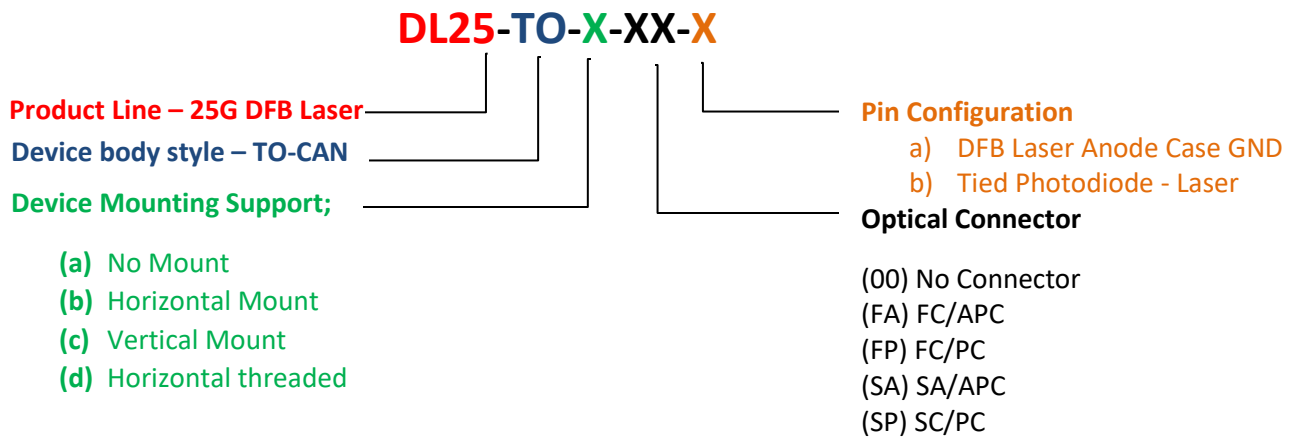 DL25-TO-X-XX-X
Product Line – 25G DFB Laser
Device body style – TO-CAN
Device Mounting Support;
(a) No Mount
(b) Horizontal Mount
(c) Vertical Mount
(d) Horizontal threaded
Pin Configuration
a) DFB Laser Anode Case GND
b) Tied Photodiode - Laser
Optical Connector
(00) No Connector
(FA) FC/APC
(FP) FC/PC
(SA) SA/APC
(SP) SC/PC